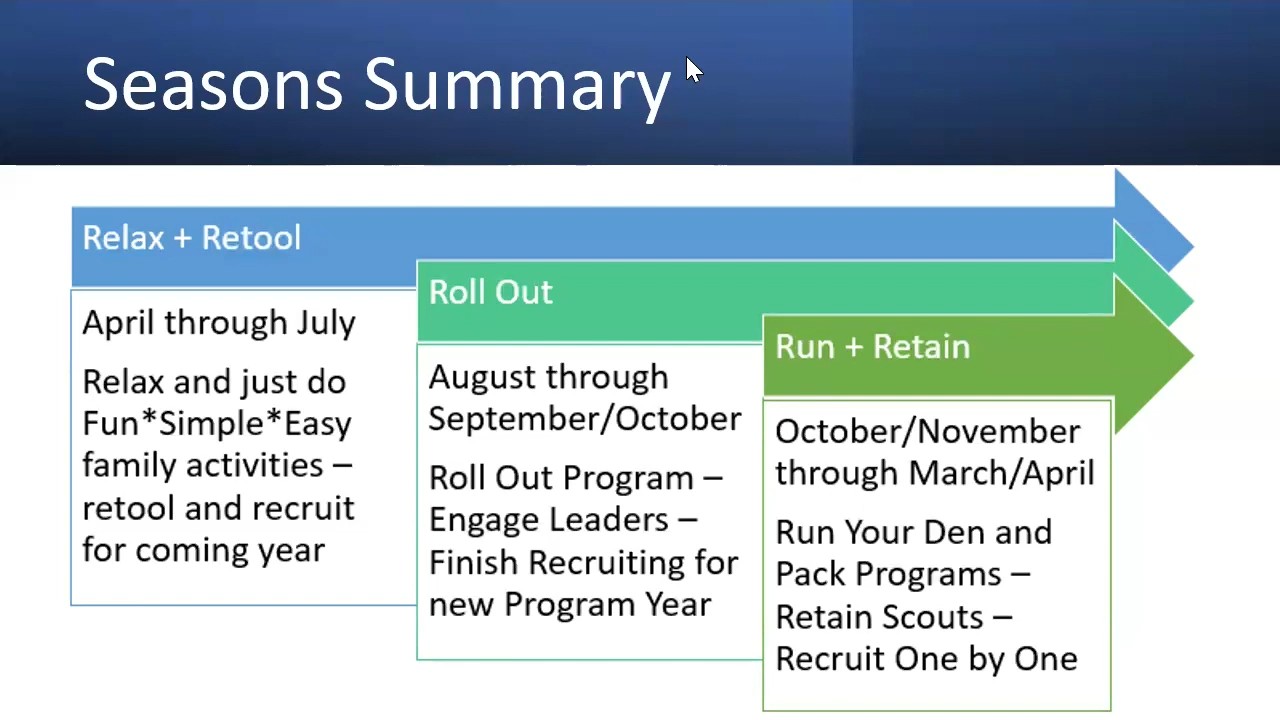 Seasons Summary
Relax + Retool
April through July
Relax and just do
Fun*Simple*Easy
family activities –
retool and recruit
for coming year
Roll Out
August through
September/October
Roll Out Program –
Engage Leaders –
Finish Recruiting for
new Program Year
Run + Retain
October/November
through March/April
Run Your Den and
Pack Programs –
Retain Scouts –
Recruit One by One